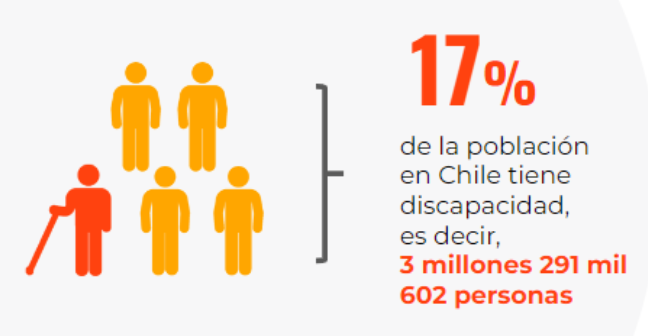 17%
de la población
en Chile tiene
discapacidad,
es decir,
3 millones 291 mil
602 personas